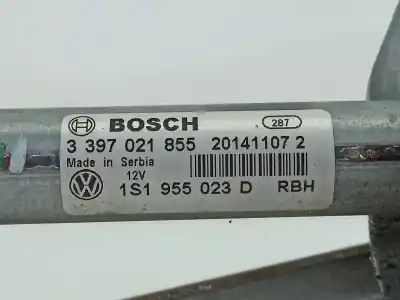 BOSCH 287
3 397 021 855 20141107 2
Made in Serbia
12V
1S1 955 023 D RBH